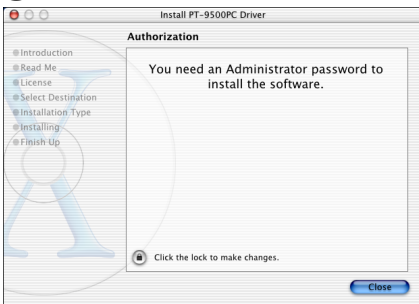 Install PT-9500PC Driver
Authorization
Introduction
Read Me
License
Select Destination
Installation Type
Installing
Finish Up
You need an Administrator password to
install the software.
Click the lock to make changes.
Close